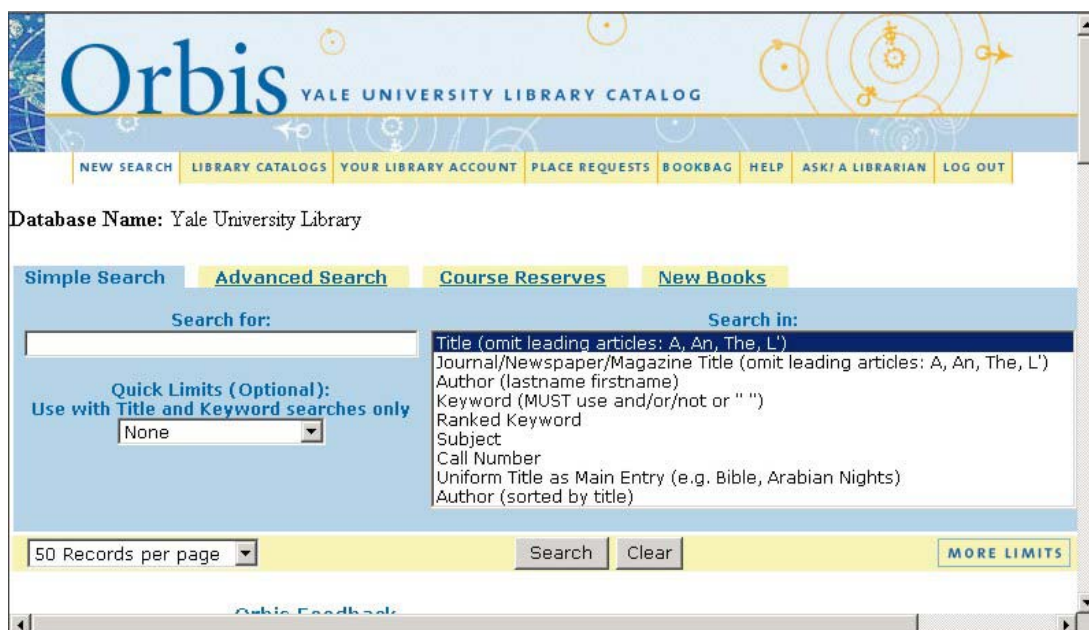 Orbis YALE UNIVERSITY LIBRARY CATALOG
NEW SEARCH LIBRARY CATALOGS YOUR LIBRARY ACCOUNT PLACE REQUESTS BOOKBAG HELP ASK! A LIBRARIAN LOG OUT
Database Name: Yale University Library
Simple Search Advanced Search Course Reserves New Books
Search for:
Quick Limits (Optional):
Use with Title and Keyword searches only
None
Search in:
Title (omit leading articles: A, An, The, L')
Journal/Newspaper/Magazine Title (omit leading articles: A, An, The, L')
Author (lastname firstname)
Keyword (MUST use and/or/not or " ")
Ranked Keyword
Subject
Call Number
Uniform Title as Main Entry (e.g. Bible, Arabian Nights)
Author (sorted by title)
50 Records per page Search Clear MORE LIMITS
Orbis Feedback